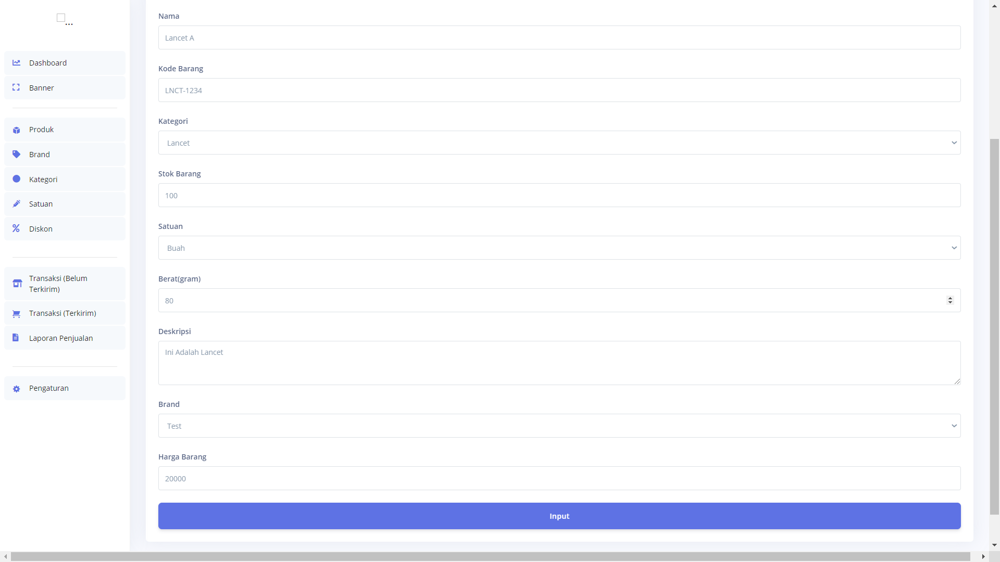 ...
Dashboard
Banner
Produk
Brand
Kategori
Satuan
Diskon
Transaksi (Belum
Terkirim)
Transaksi (Terkirim)
Laporan Penjualan
Pengaturan
Nama
Lancet A
Kode Barang
LNCT-1234
Kategori
Lancet
Stok Barang
100
Satuan
Buah
Berat(gram)
80
Deskripsi
Ini Adalah Lancet
Brand
Test
Harga Barang
20000
Input